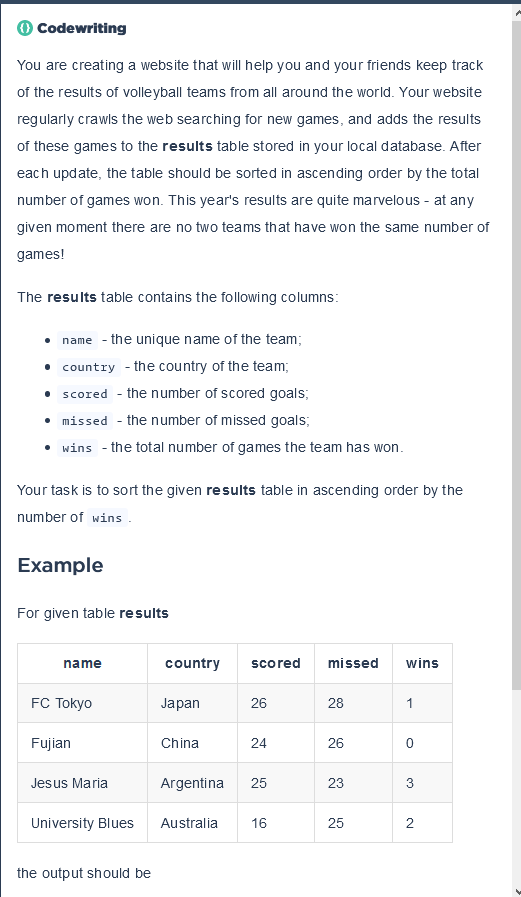 Codewriting
You are creating a website that will help you and your friends keep track
of the results of volleyball teams from all around the world. Your website
regularly crawls the web searching for new games, and adds the results
of these games to the results table stored in your local database. After
each update, the table should be sorted in ascending order by the total
number of games won. This year's results are quite marvelous - at any
given moment there are no two teams that have won the same number of
games!
The results table contains the following columns:
• name - the unique name of the team;
• country - the country of the team;
• scored - the number of scored goals;
• missed - the number of missed goals;
• wins - the total number of games the team has won.
Your task is to sort the given results table in ascending order by the
number of wins .
Example
For given table results
name country scored missed wins
FC Tokyo Japan 26 28 1
Fujian China 24 26 0
Jesus Maria Argentina 25 23 3
University Blues Australia 16 25 2
the output should be